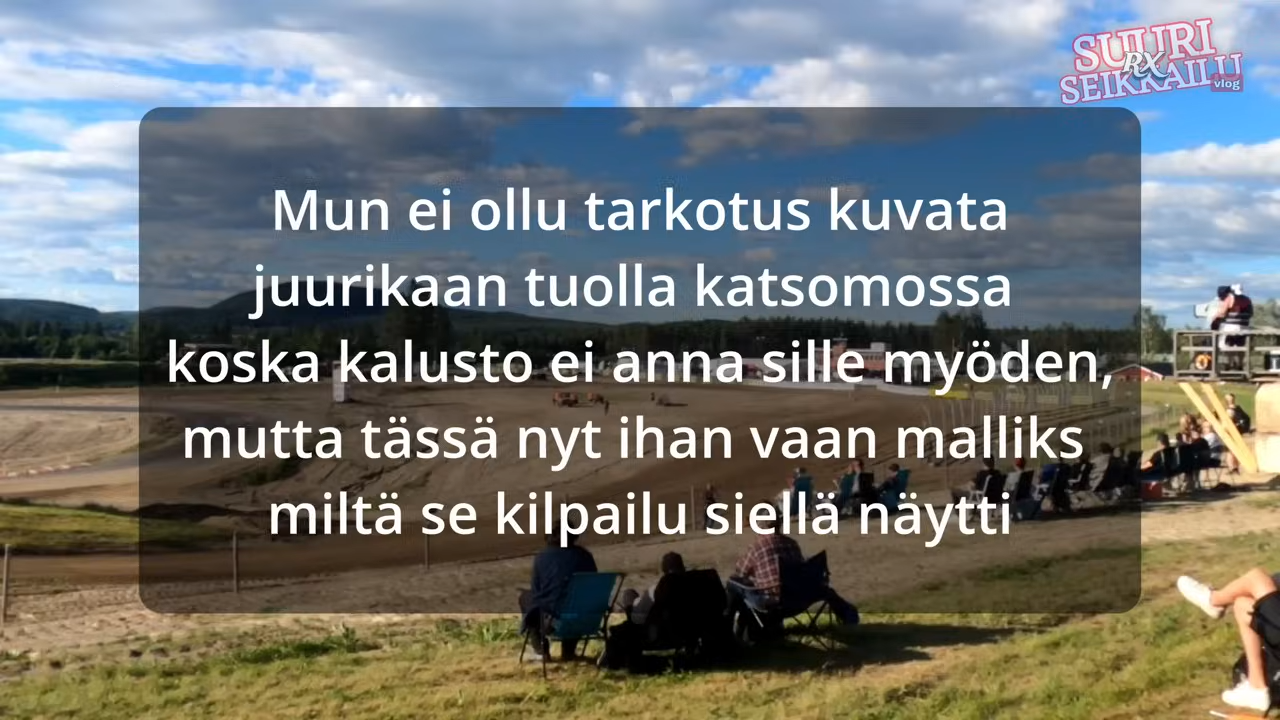 SUURI
RX
SEIKKAILU
vlog
Mun ei ollu tarkotus kuvata
juurikaan tuolla katsomossa
koska kalusto ei anna sille myöden,
mutta tässä nyt ihan vaan malliks
miltä se kilpailu siellä näytti